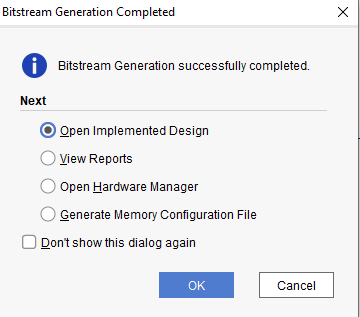 Bitstream Generation Completed
Bitstream Generation successfully completed.
Next
Open Implemented Design
View Reports
Open Hardware Manager
Generate Memory Configuration File
Don't show this dialog again
OK
Cancel